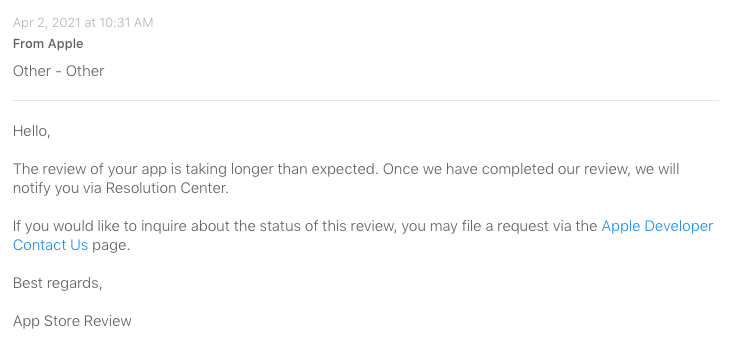 Apr 2, 2021 at 10:31 AM
From Apple
Other - Other
Hello,
The review of your app is taking longer than expected. Once we have completed our review, we will
notify you via Resolution Center.
If you would like to inquire about the status of this review, you may file a request via the Apple Developer
Contact Us page.
Best regards,
App Store Review